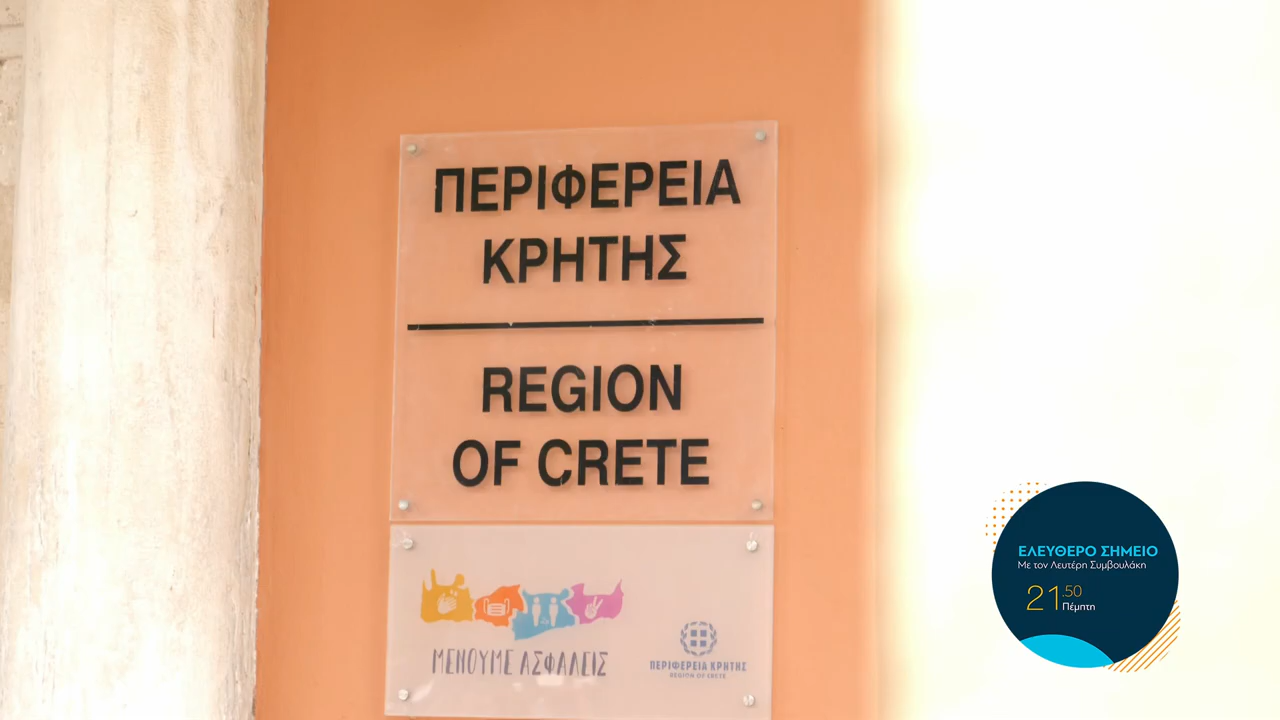 ΠΕΡΙΦΕΡΕΙΑ
ΚΡΗΤΗΣ
REGION
OF CRETE
ΜΕΝΟΥΜΕ ΑΣΦΑΛΕΙΣ
ΠΕΡΙΦΕΡΕΙΑ ΚΡΗΤΗΣ
REGION OF CRETE
ΕΛΕΥΘΕΡΟ ΣΗΜΕΙΟ
Με τον Λευτέρη Συμβουλάκη
21.50
Πέμπτη